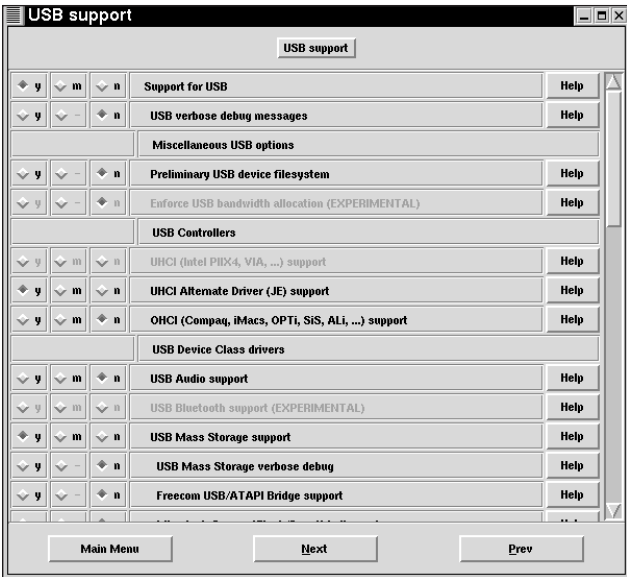 USB support
USB support
y m n Support for USB Help
y - n USB verbose debug messages Help
Miscellaneous USB options
y - n Preliminary USB device filesystem Help
y - n Enforce USB bandwidth allocation (EXPERIMENTAL) Help
USB Controllers
y m n UHCI (Intel PIIX4, VIA, ...) support Help
y m n UHCI Alternate Driver (JE) support Help
y m n OHCI (Compaq, iMacs, OPTi, SiS, ALi, ...) support Help
USB Device Class drivers
y m n USB Audio support Help
y m n USB Bluetooth support (EXPERIMENTAL) Help
y m n USB Mass Storage support Help
y - n USB Mass Storage verbose debug Help
y - n Freecom USB/ATAPI Bridge support Help
Main Menu Next Prev